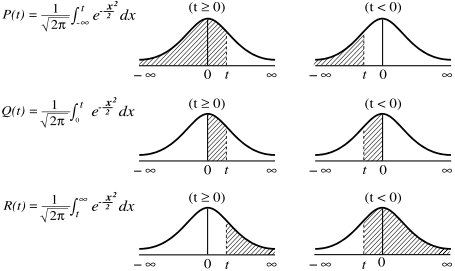 P(t) = 1/√2π ∫_{-∞}^{t} e^{-x²/2} dx (t ≥ 0) (t < 0)
− ∞ 0 t ∞ − ∞ t 0 ∞
Q(t) = 1/√2π ∫_{0}^{t} e^{-x²/2} dx (t ≥ 0) (t < 0)
− ∞ 0 t ∞ − ∞ t 0 ∞
R(t) = 1/√2π ∫_{t}^{∞} e^{-x²/2} dx (t ≥ 0) (t < 0)
− ∞ 0 t ∞ − ∞ t 0 ∞